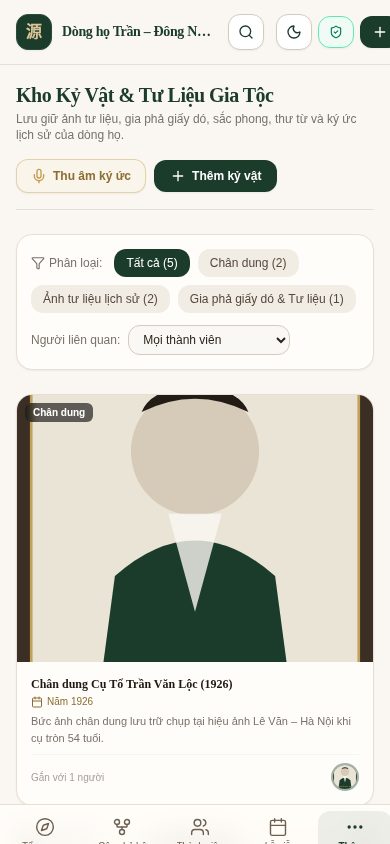 源
Dòng họ Trần – Đông N...
Kho Kỷ Vật & Tư Liệu Gia Tộc
Lưu giữ ảnh tư liệu, gia phả giấy dó, sắc phong, thư từ và ký ức
lịch sử của dòng họ.
Thu âm ký ức
Thêm kỷ vật
Phân loại:
Tất cả (5)
Chân dung (2)
Ảnh tư liệu lịch sử (2)
Gia phả giấy dó & Tư liệu (1)
Người liên quan:
Mọi thành viên
Chân dung
Chân dung Cụ Tổ Trần Văn Lộc (1926)
Năm 1926
Bức ảnh chân dung lưu trữ chụp tại hiệu ảnh Lê Văn – Hà Nội khi
cụ tròn 54 tuổi.
Gắn với 1 người